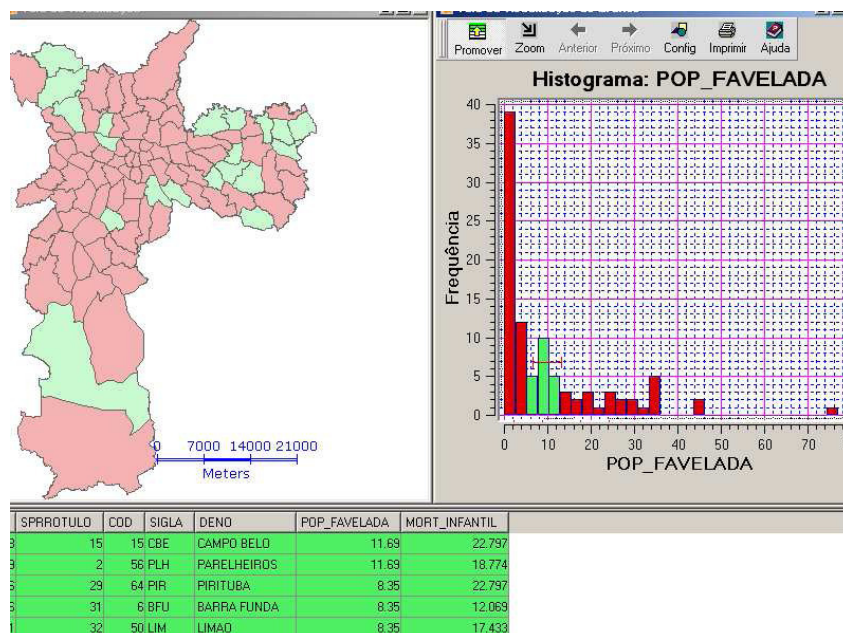 Promover Zoom Anterior Próximo Config Imprimir Ajuda
Histograma: POP_FAVELADA
40
35
30
25
20
15
10
5
0
Frequência
0 10 20 30 40 50 60 70
POP_FAVELADA
0 7000 14000 21000
Meters
SPRROTULO COD SIGLA DENO POP_FAVELADA MORT_INFANTIL
15 15 CBE CAMPO BELO 11.69 22.797
2 56 PLH PARELHEIROS 11.69 18.774
29 64 PIR PIRITUBA 8.35 22.797
31 6 BFU BARRA FUNDA 8.35 12.069
32 50 LIM LIMAO 8.35 17.433